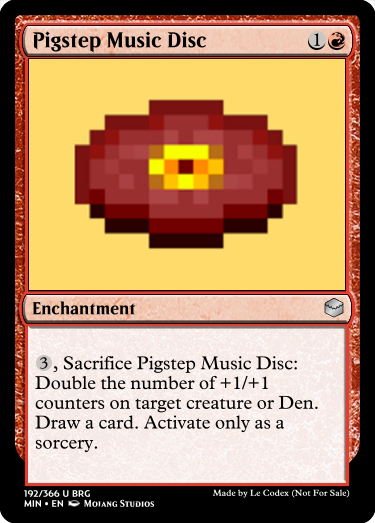 Pigstep Music Disc 1
Enchantment
3, Sacrifice Pigstep Music Disc:
Double the number of +1/+1
counters on target creature or Den.
Draw a card. Activate only as a
sorcery.
192/366 U BRG
MIN • EN Mojang Studios
Made by Le Codex (Not For Sale)